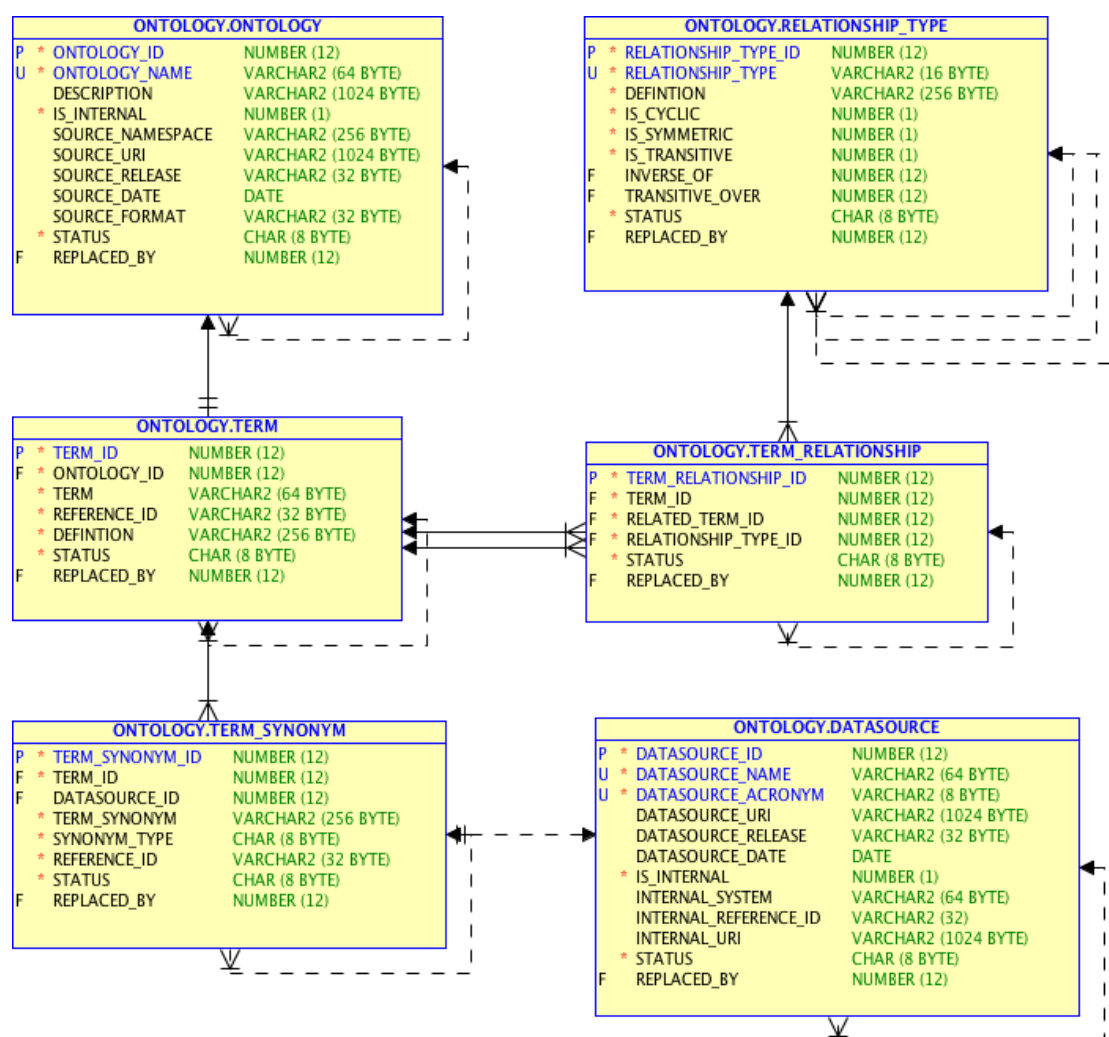 ONTOLOGY.ONTOLOGY
P * ONTOLOGY_ID NUMBER (12)
U * ONTOLOGY_NAME VARCHAR2 (64 BYTE)
DESCRIPTION VARCHAR2 (1024 BYTE)
* IS_INTERNAL NUMBER (1)
SOURCE_NAMESPACE VARCHAR2 (256 BYTE)
SOURCE_URI VARCHAR2 (1024 BYTE)
SOURCE_RELEASE VARCHAR2 (32 BYTE)
SOURCE_DATE DATE
SOURCE_FORMAT VARCHAR2 (32 BYTE)
* STATUS CHAR (8 BYTE)
F REPLACED_BY NUMBER (12)
ONTOLOGY.RELATIONSHIP_TYPE
P * RELATIONSHIP_TYPE_ID NUMBER (12)
U * RELATIONSHIP_TYPE VARCHAR2 (16 BYTE)
* DEFINTION VARCHAR2 (256 BYTE)
* IS_CYCLIC NUMBER (1)
* IS_SYMMETRIC NUMBER (1)
* IS_TRANSITIVE NUMBER (1)
F INVERSE_OF NUMBER (12)
F TRANSITIVE_OVER NUMBER (12)
* STATUS CHAR (8 BYTE)
F REPLACED_BY NUMBER (12)
ONTOLOGY.TERM
P * TERM_ID NUMBER (12)
F * ONTOLOGY_ID NUMBER (12)
* TERM VARCHAR2 (64 BYTE)
* REFERENCE_ID VARCHAR2 (32 BYTE)
* DEFINTION VARCHAR2 (256 BYTE)
* STATUS CHAR (8 BYTE)
F REPLACED_BY NUMBER (12)
ONTOLOGY.TERM_RELATIONSHIP
P * TERM_RELATIONSHIP_ID NUMBER (12)
F * TERM_ID NUMBER (12)
F * RELATED_TERM_ID NUMBER (12)
F * RELATIONSHIP_TYPE_ID NUMBER (12)
* STATUS CHAR (8 BYTE)
F REPLACED_BY NUMBER (12)
ONTOLOGY.TERM_SYNONYM
P * TERM_SYNONYM_ID NUMBER (12)
F * TERM_ID NUMBER (12)
F DATASOURCE_ID NUMBER (12)
* TERM_SYNONYM VARCHAR2 (256 BYTE)
* SYNONYM_TYPE CHAR (8 BYTE)
* REFERENCE_ID VARCHAR2 (32 BYTE)
* STATUS CHAR (8 BYTE)
F REPLACED_BY NUMBER (12)
ONTOLOGY.DATASOURCE
P * DATASOURCE_ID NUMBER (12)
U * DATASOURCE_NAME VARCHAR2 (64 BYTE)
U * DATASOURCE_ACRONYM VARCHAR2 (8 BYTE)
DATASOURCE_URI VARCHAR2 (1024 BYTE)
DATASOURCE_RELEASE VARCHAR2 (32 BYTE)
DATASOURCE_DATE DATE
* IS_INTERNAL NUMBER (1)
INTERNAL_SYSTEM VARCHAR2 (64 BYTE)
INTERNAL_REFERENCE_ID VARCHAR2 (32)
INTERNAL_URI VARCHAR2 (1024 BYTE)
* STATUS CHAR (8 BYTE)
F REPLACED_BY NUMBER (12)